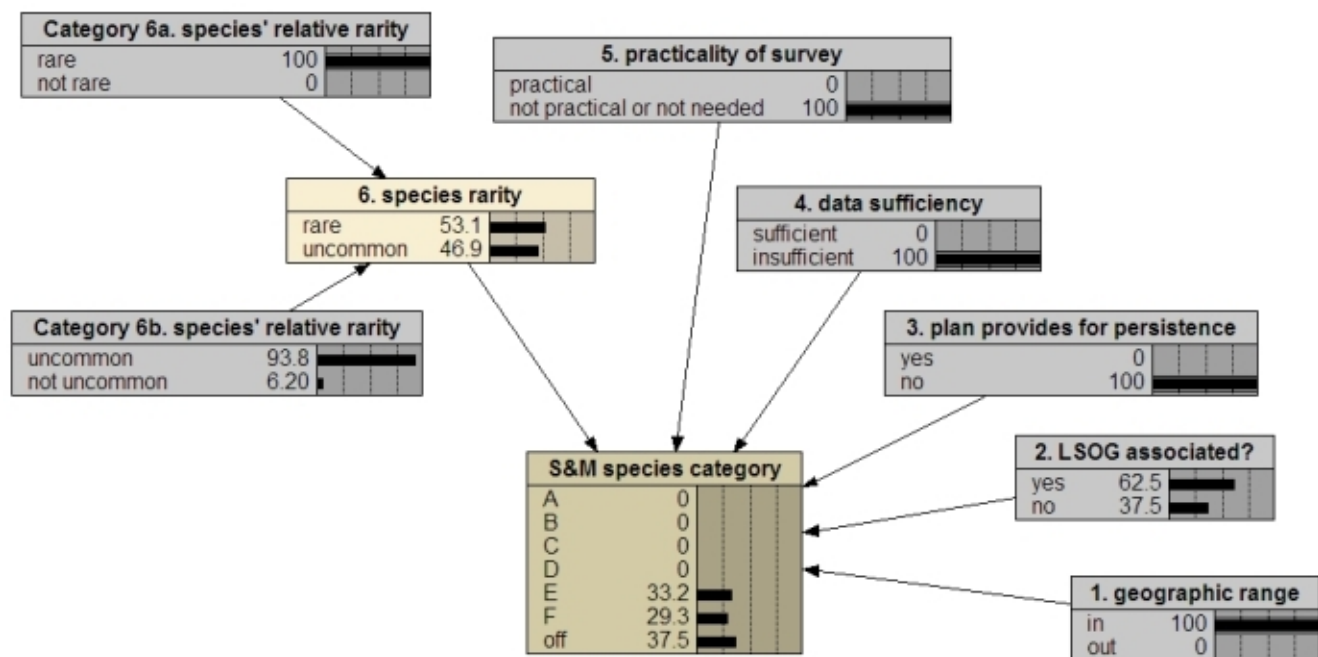 Category 6a. species' relative rarity
rare 100
not rare 0
5. practicality of survey
practical 0
not practical or not needed 100
6. species rarity
rare 53.1
uncommon 46.9
4. data sufficiency
sufficient 0
insufficient 100
Category 6b. species' relative rarity
uncommon 93.8
not uncommon 6.20
3. plan provides for persistence
yes 0
no 100
S&M species category
A 0
B 0
C 0
D 0
E 33.2
F 29.3
off 37.5
2. LSOG associated?
yes 62.5
no 37.5
1. geographic range
in 100
out 0